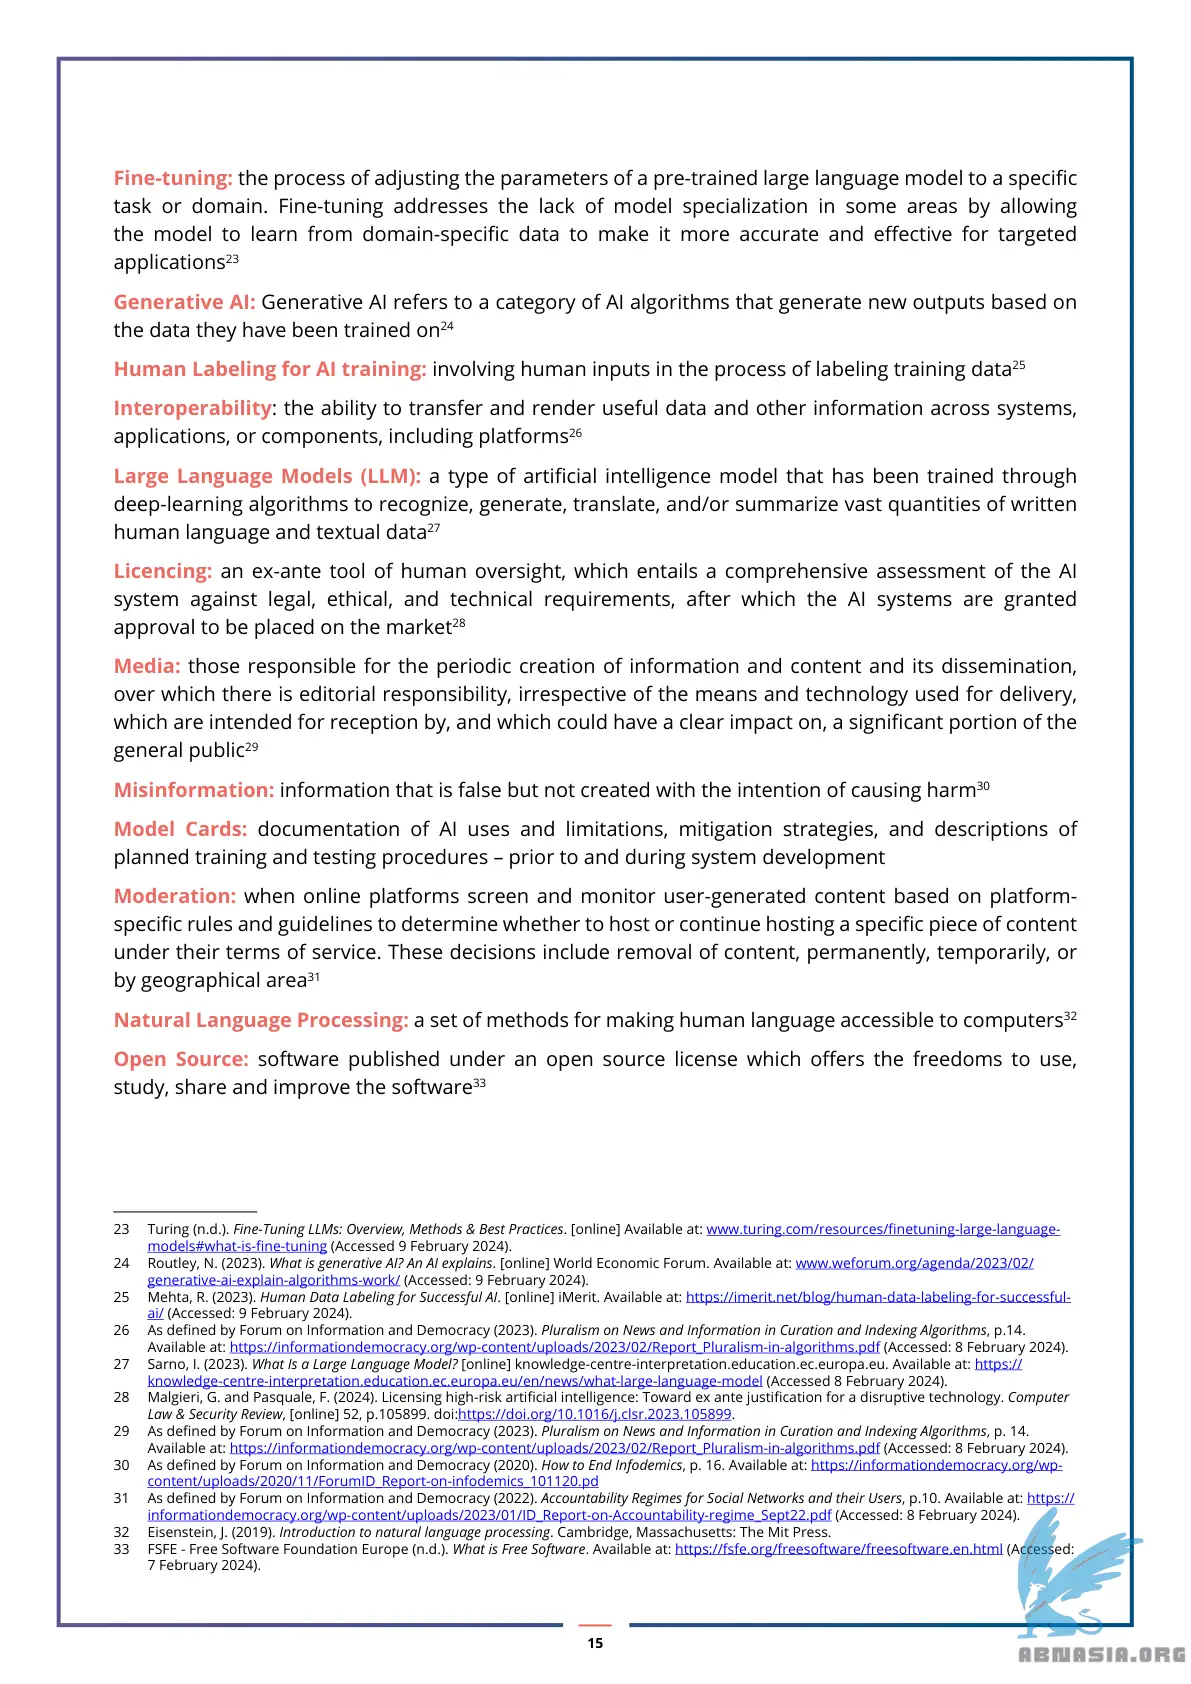 Fine-tuning: the process of adjusting the parameters of a pre-trained large language model to a specific
task or domain. Fine-tuning addresses the lack of model specialization in some areas by allowing
the model to learn from domain-specific data to make it more accurate and effective for targeted
applications23
Generative AI: Generative AI refers to a category of AI algorithms that generate new outputs based on
the data they have been trained on24
Human Labeling for AI training: involving human inputs in the process of labeling training data25
Interoperability: the ability to transfer and render useful data and other information across systems,
applications, or components, including platforms26
Large Language Models (LLM): a type of artificial intelligence model that has been trained through
deep-learning algorithms to recognize, generate, translate, and/or summarize vast quantities of written
human language and textual data27
Licencing: an ex-ante tool of human oversight, which entails a comprehensive assessment of the AI
system against legal, ethical, and technical requirements, after which the AI systems are granted
approval to be placed on the market28
Media: those responsible for the periodic creation of information and content and its dissemination,
over which there is editorial responsibility, irrespective of the means and technology used for delivery,
which are intended for reception by, and which could have a clear impact on, a significant portion of the
general public29
Misinformation: information that is false but not created with the intention of causing harm30
Model Cards: documentation of AI uses and limitations, mitigation strategies, and descriptions of
planned training and testing procedures – prior to and during system development
Moderation: when online platforms screen and monitor user-generated content based on platform-
specific rules and guidelines to determine whether to host or continue hosting a specific piece of content
under their terms of service. These decisions include removal of content, permanently, temporarily, or
by geographical area31
Natural Language Processing: a set of methods for making human language accessible to computers32
Open Source: software published under an open source license which offers the freedoms to use,
study, share and improve the software33
23 Turing (n.d.). Fine-Tuning LLMs: Overview, Methods & Best Practices. [online] Available at: www.turing.com/resources/finetuning-large-language-
models#what-is-fine-tuning (Accessed 9 February 2024).
24 Routley, N. (2023). What is generative AI? An AI explains. [online] World Economic Forum. Available at: www.weforum.org/agenda/2023/02/
generative-ai-explain-algorithms-work/ (Accessed: 9 February 2024).
25 Mehta, R. (2023). Human Data Labeling for Successful AI. [online] iMerit. Available at: https://imerit.net/blog/human-data-labeling-for-successful-
ai/ (Accessed: 9 February 2024).
26 As defined by Forum on Information and Democracy (2023). Pluralism on News and Information in Curation and Indexing Algorithms, p.14.
Available at: https://informationdemocracy.org/wp-content/uploads/2023/02/Report_Pluralism-in-algorithms.pdf (Accessed: 8 February 2024).
27 Sarno, I. (2023). What Is a Large Language Model? [online] knowledge-centre-interpretation.education.ec.europa.eu. Available at: https://
knowledge-centre-interpretation.education.ec.europa.eu/en/news/what-large-language-model (Accessed 8 February 2024).
28 Malgieri, G. and Pasquale, F. (2024). Licensing high-risk artificial intelligence: Toward ex ante justification for a disruptive technology. Computer
Law & Security Review, [online] 52, p.105899. doi:https://doi.org/10.1016/j.clsr.2023.105899.
29 As defined by Forum on Information and Democracy (2023). Pluralism on News and Information in Curation and Indexing Algorithms, p. 14.
Available at: https://informationdemocracy.org/wp-content/uploads/2023/02/Report_Pluralism-in-algorithms.pdf (Accessed: 8 February 2024).
30 As defined by Forum on Information and Democracy (2020). How to End Infodemics, p. 16. Available at: https://informationdemocracy.org/wp-
content/uploads/2020/11/ForumID_Report-on-infodemics_101120.pd
31 As defined by Forum on Information and Democracy (2022). Accountability Regimes for Social Networks and their Users, p.10. Available at: https://
informationdemocracy.org/wp-content/uploads/2023/01/ID_Report-on-Accountability-regime_Sept22.pdf (Accessed: 8 February 2024).
32 Eisenstein, J. (2019). Introduction to natural language processing. Cambridge, Massachusetts: The Mit Press.
33 FSFE - Free Software Foundation Europe (n.d.). What is Free Software. Available at: https://fsfe.org/freesoftware/freesoftware.en.html (Accessed:
7 February 2024).
15
ABNASIA.ORG